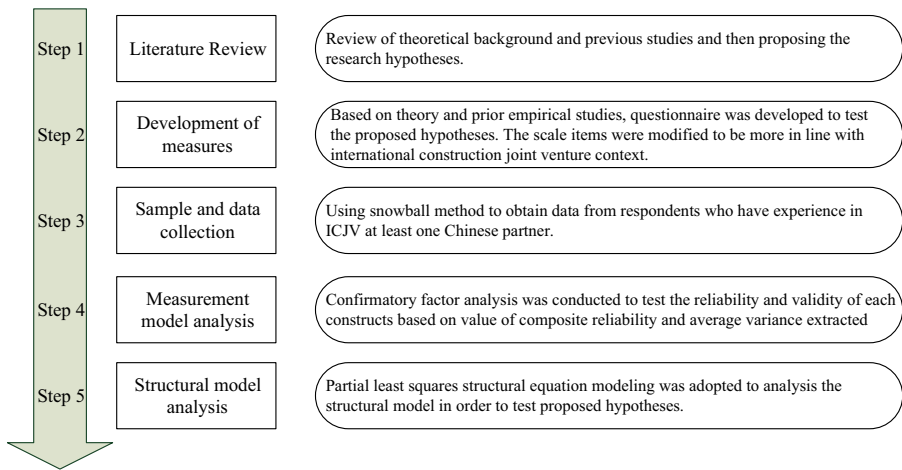 Step 1
Literature Review
Review of theoretical background and previous studies and then proposing the
research hypotheses.
Step 2
Development of
measures
Based on theory and prior empirical studies, questionnaire was developed to test
the proposed hypotheses. The scale items were modified to be more in line with
international construction joint venture context.
Step 3
Sample and data
collection
Using snowball method to obtain data from respondents who have experience in
ICJV at least one Chinese partner.
Step 4
Measurement
model analysis
Confirmatory factor analysis was conducted to test the reliability and validity of each
constructs based on value of composite reliability and average variance extracted
Step 5
Structural model
analysis
Partial least squares structural equation modeling was adopted to analysis the
structural model in order to test proposed hypotheses.